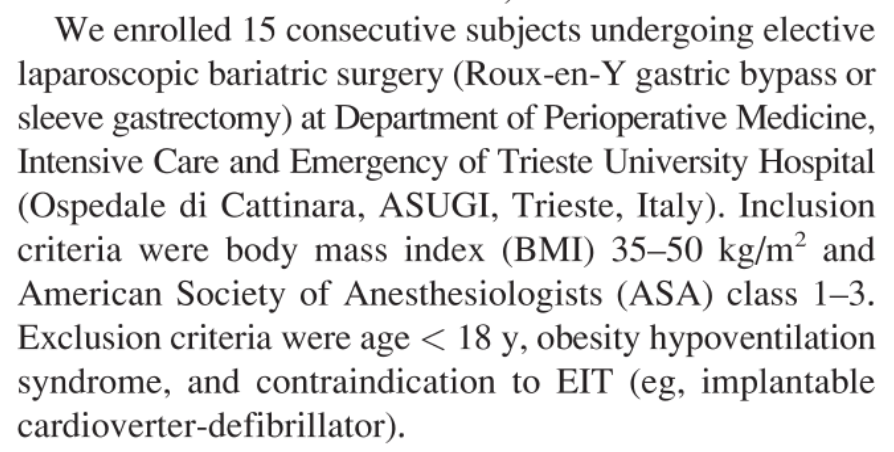 We enrolled 15 consecutive subjects undergoing elective
laparoscopic bariatric surgery (Roux-en-Y gastric bypass or
sleeve gastrectomy) at Department of Perioperative Medicine,
Intensive Care and Emergency of Trieste University Hospital
(Ospedale di Cattinara, ASUGI, Trieste, Italy). Inclusion
criteria were body mass index (BMI) 35–50 kg/m² and
American Society of Anesthesiologists (ASA) class 1–3.
Exclusion criteria were age < 18 y, obesity hypoventilation
syndrome, and contraindication to EIT (eg, implantable
cardioverter-defibrillator).